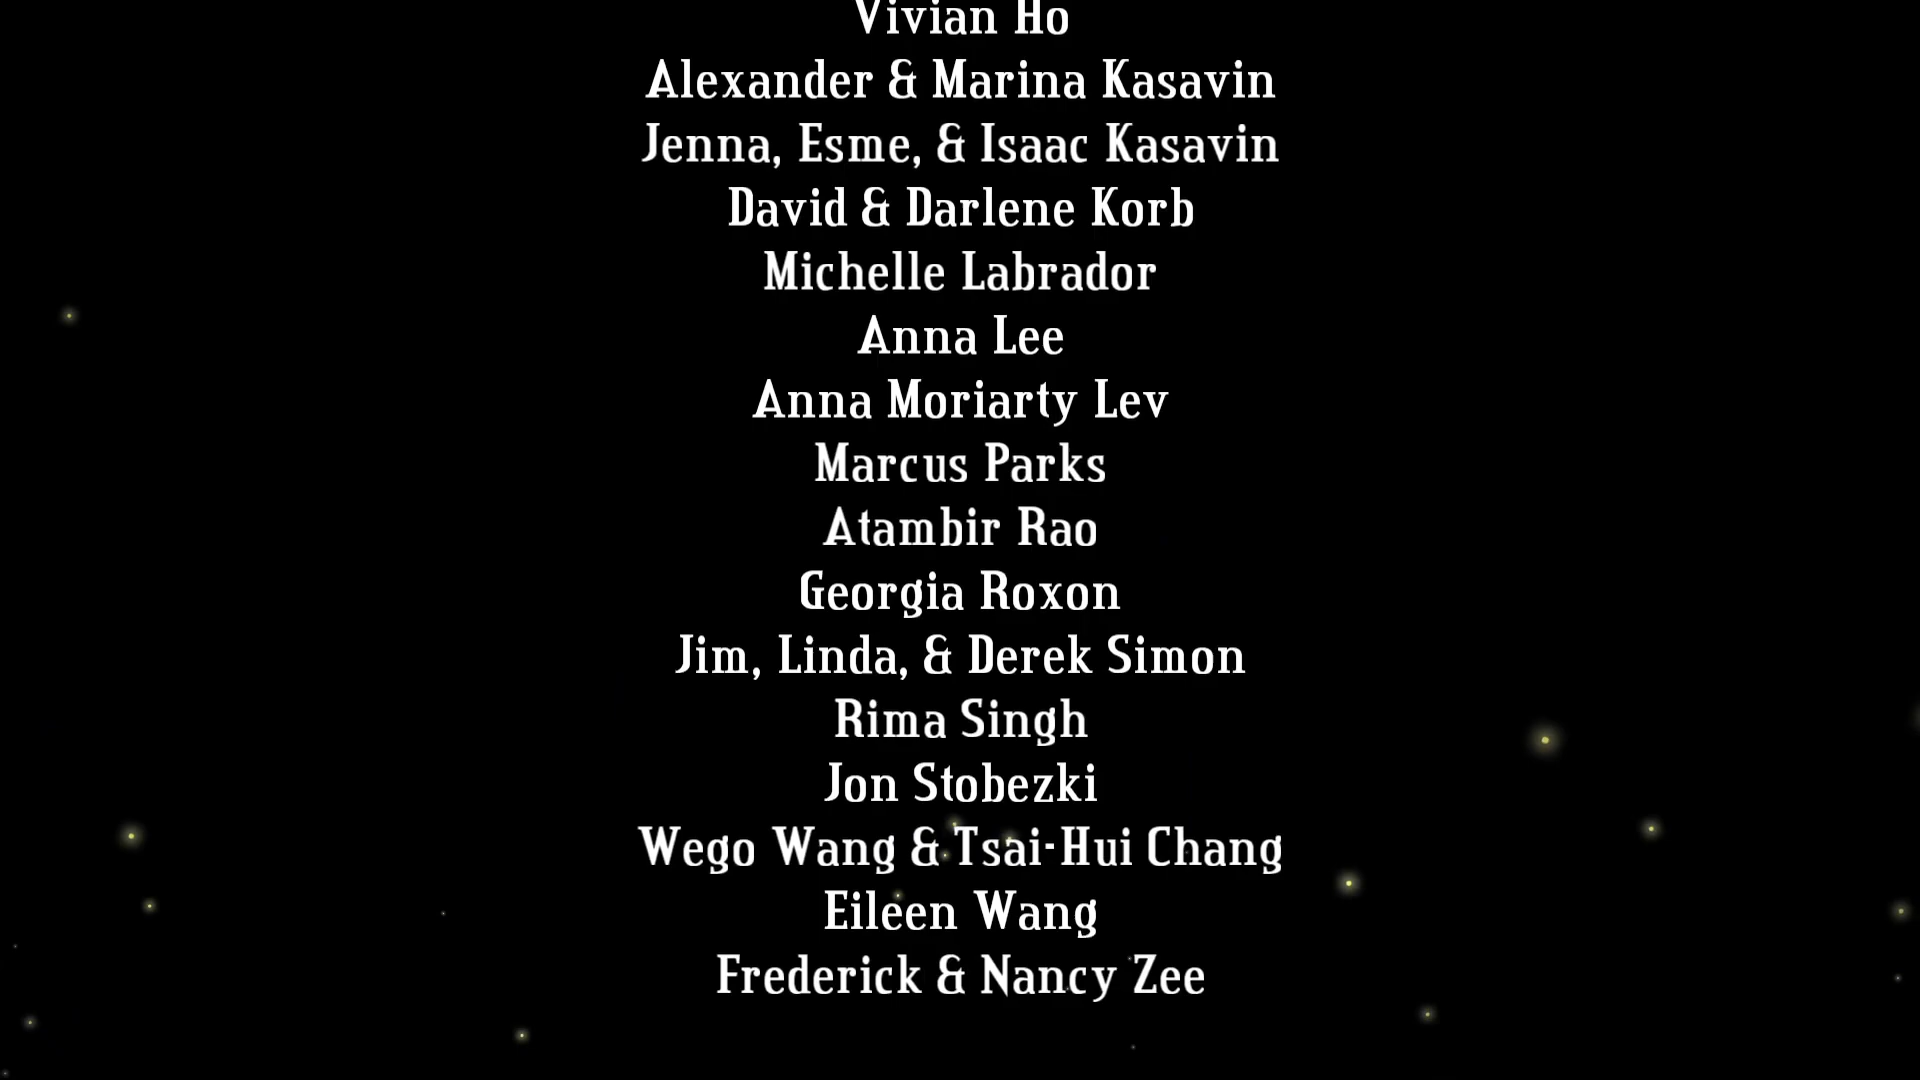 Vivian Ho
Alexander & Marina Kasavin
Jenna, Esme, & Isaac Kasavin
David & Darlene Korb
Michelle Labrador
Anna Lee
Anna Moriarty Lev
Marcus Parks
Atambir Rao
Georgia Roxon
Jim, Linda, & Derek Simon
Rima Singh
Jon Stobezki
Wego Wang & Tsai-Hui Chang
Eileen Wang
Frederick & Nancy Zee